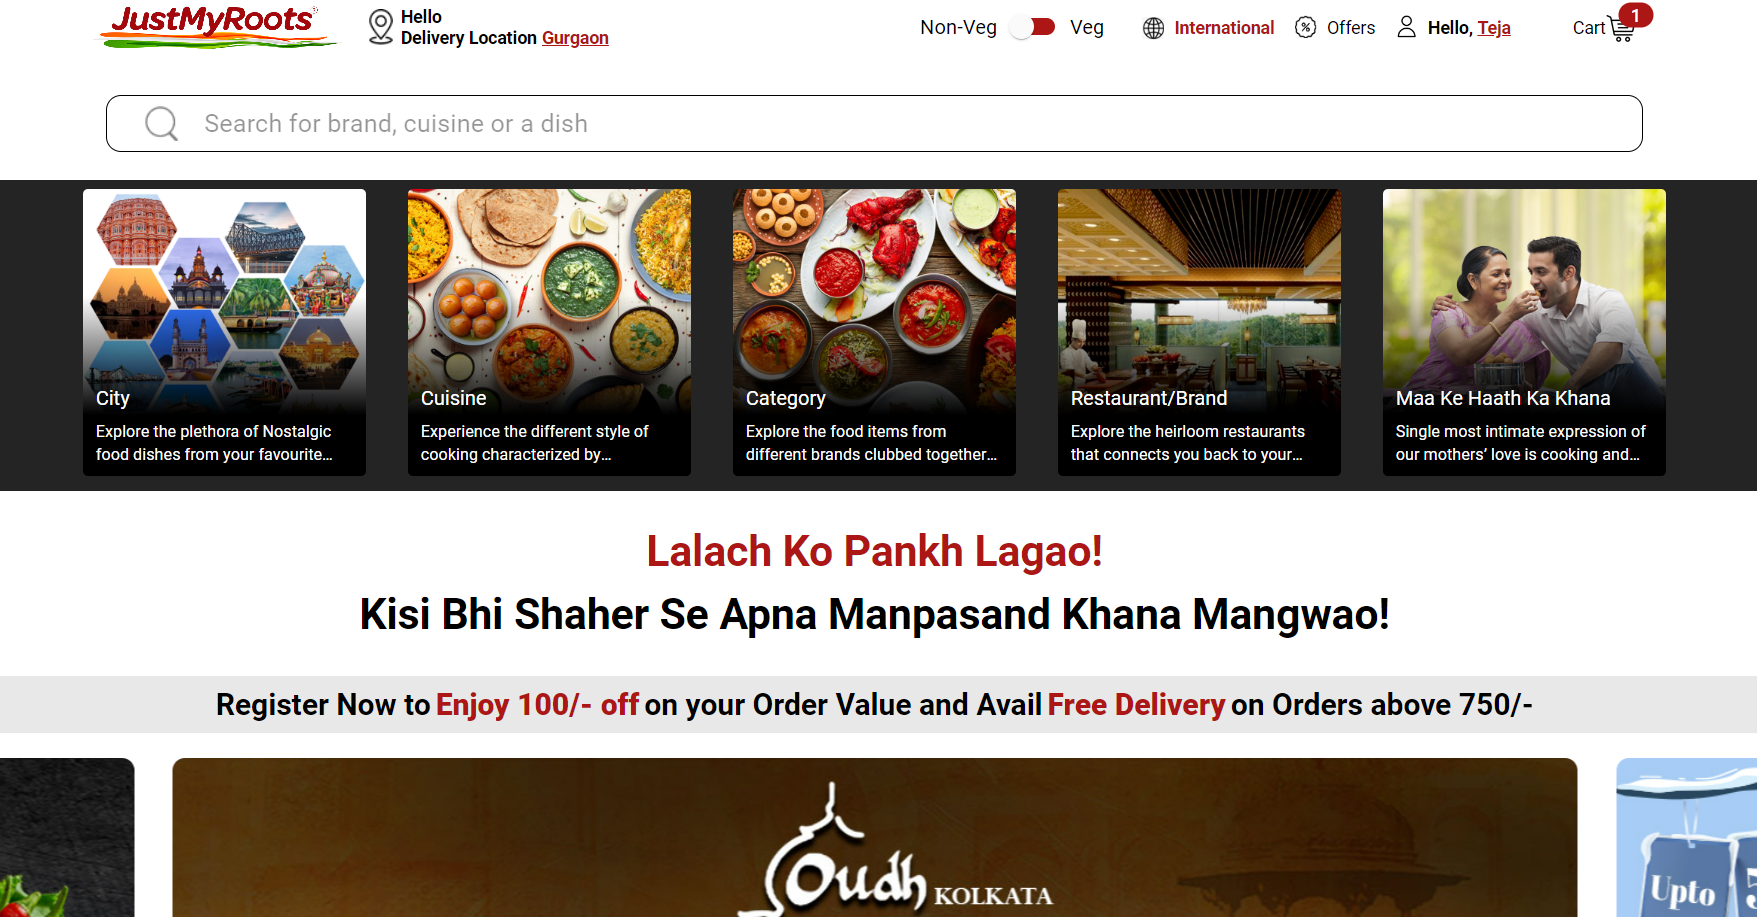 JustMyRoots
Hello
Delivery Location Gurgaon
Non-Veg
Veg
International
Offers
Hello, Teja
Cart
1
Search for brand, cuisine or a dish
City
Explore the plethora of Nostalgic
food dishes from your favourite...
Cuisine
Experience the different style of
cooking characterized by...
Category
Explore the food items from
different brands clubbed together...
Restaurant/Brand
Explore the heirloom restaurants
that connects you back to your...
Maa Ke Haath Ka Khana
Single most intimate expression of
our mothers’ love is cooking and...
Lalach Ko Pankh Lagao!
Kisi Bhi Shaher Se Apna Manpasand Khana Mangwao!
Register Now to Enjoy 100/- off on your Order Value and Avail Free Delivery on Orders above 750/-
Oudh KOLKATA
Upto